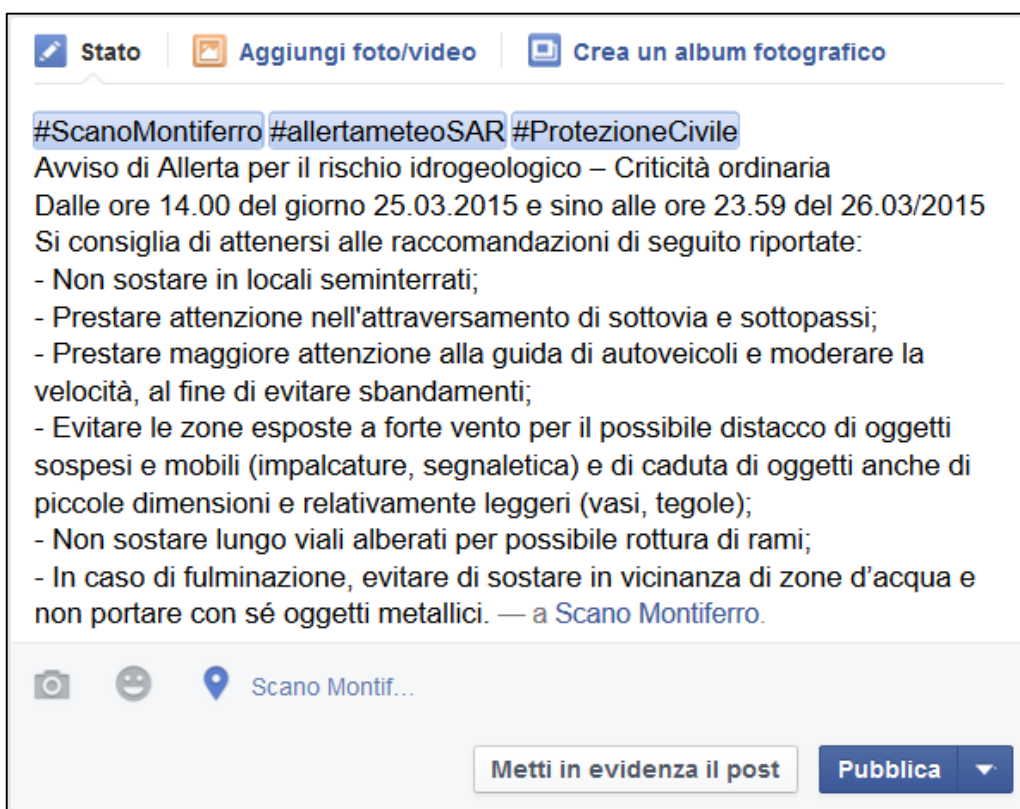 Stato Aggiungi foto/video Crea un album fotografico
#ScanoMontiferro #allertameteoSAR #ProtezioneCivile
Avviso di Allerta per il rischio idrogeologico – Criticità ordinaria
Dalle ore 14.00 del giorno 25.03.2015 e sino alle ore 23.59 del 26.03/2015
Si consiglia di attenersi alle raccomandazioni di seguito riportate:
- Non sostare in locali seminterrati;
- Prestare attenzione nell'attraversamento di sottovia e sottopassi;
- Prestare maggiore attenzione alla guida di autoveicoli e moderare la
velocità, al fine di evitare sbandamenti;
- Evitare le zone esposte a forte vento per il possibile distacco di oggetti
sospesi e mobili (impalcature, segnaletica) e di caduta di oggetti anche di
piccole dimensioni e relativamente leggeri (vasi, tegole);
- Non sostare lungo viali alberati per possibile rottura di rami;
- In caso di fulminazione, evitare di sostare in vicinanza di zone d’acqua e
non portare con sé oggetti metallici. — a Scano Montiferro.
Scano Montif...
Metti in evidenza il post Pubblica